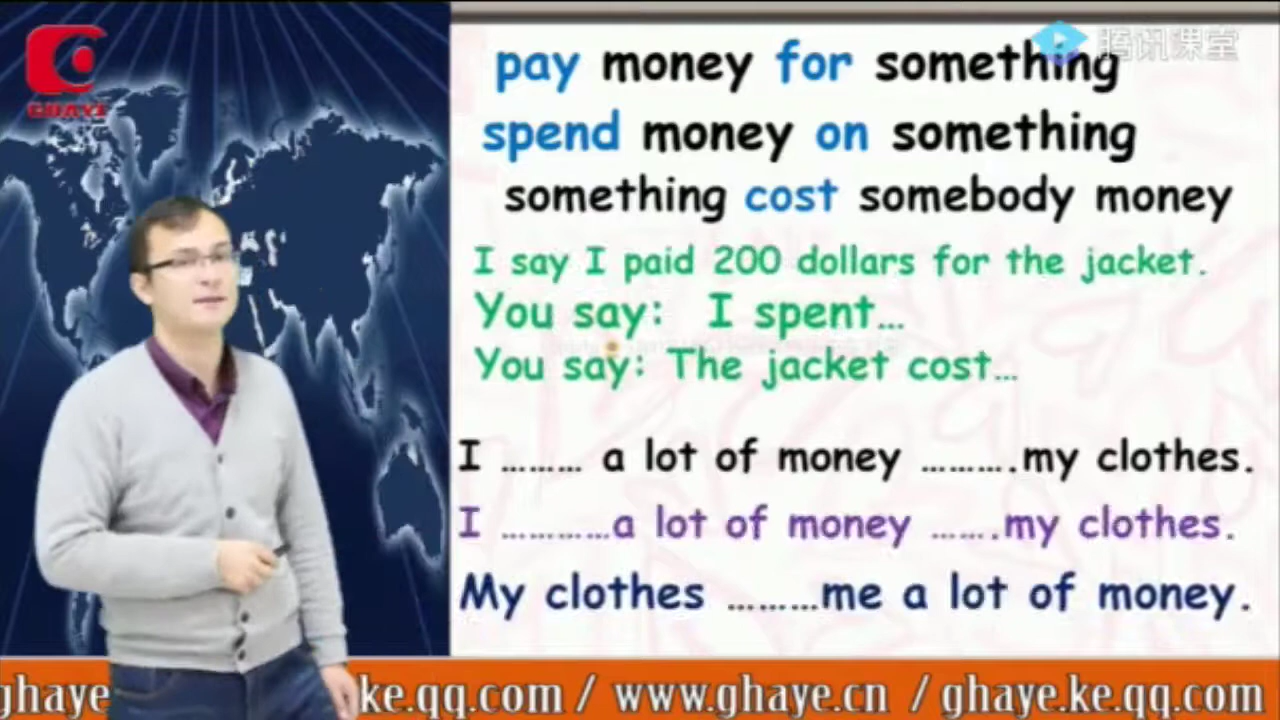 GHAYE
腾讯课堂
pay money for something
spend money on something
something cost somebody money
I say I paid 200 dollars for the jacket.
You say: I spent…
You say: The jacket cost…
I ……… a lot of money ……….my clothes.
I …………a lot of money …….my clothes.
My clothes ………me a lot of money.
ghaye ke.qq.com / www.ghaye.cn / ghaye.ke.qq.com